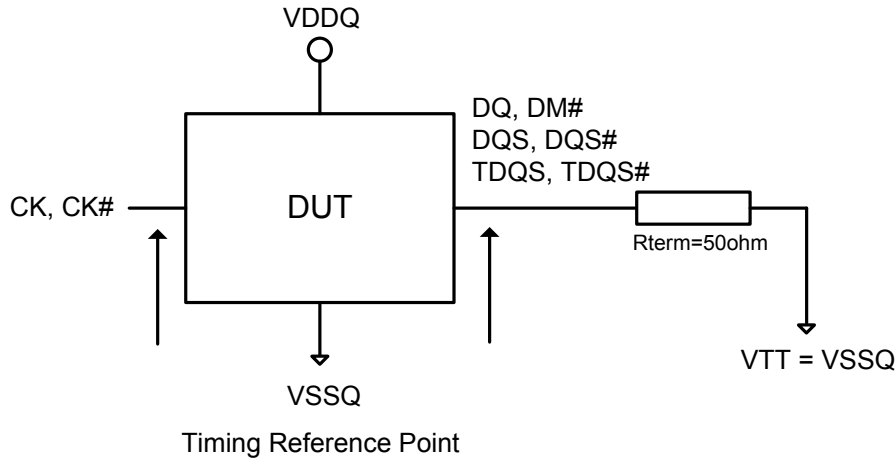 VDDQ
DQ, DM#
DQS, DQS#
TDQS, TDQS#
CK, CK#
DUT
Rterm=50ohm
VTT = VSSQ
VSSQ
Timing Reference Point